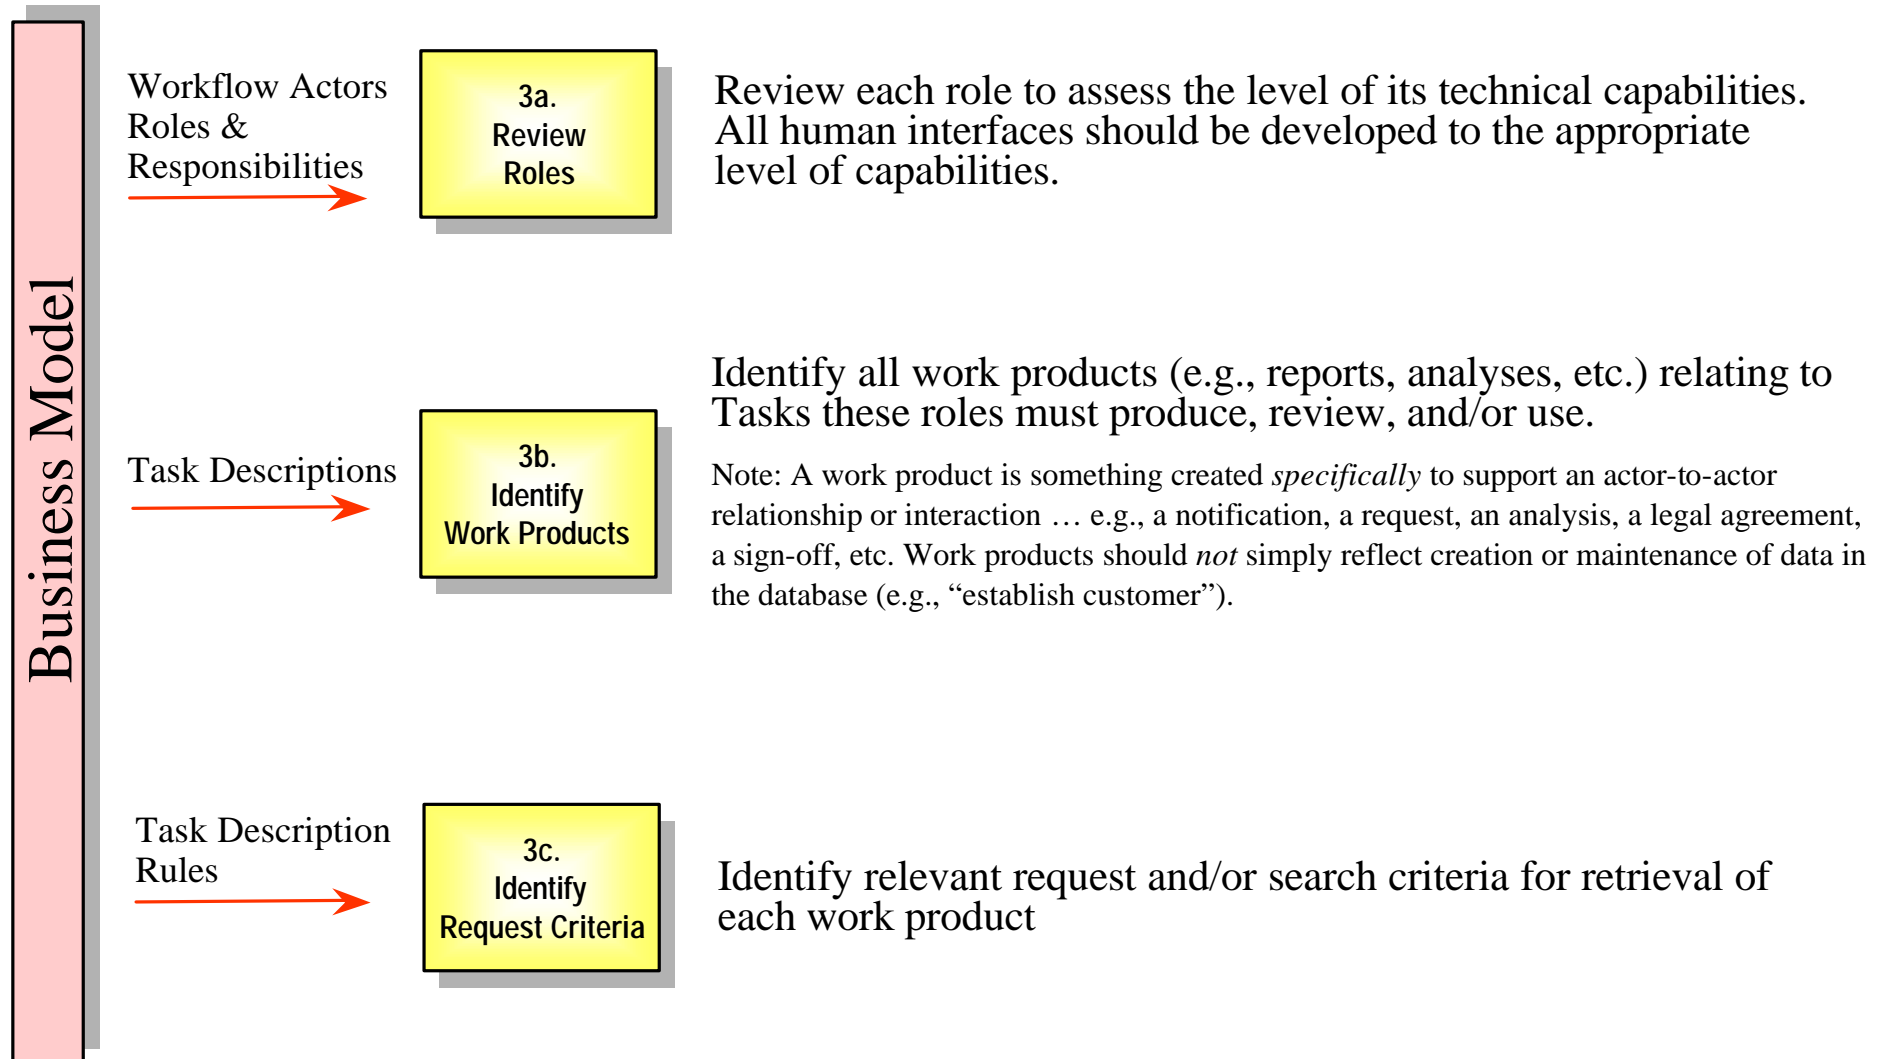 Business Model
Workflow Actors
Roles &
Responsibilities
3a.
Review
Roles
Review each role to assess the level of its technical capabilities.
All human interfaces should be developed to the appropriate
level of capabilities.
Task Descriptions
3b.
Identify
Work Products
Identify all work products (e.g., reports, analyses, etc.) relating to
Tasks these roles must produce, review, and/or use.
Note: A work product is something created specifically to support an actor-to-actor
relationship or interaction … e.g., a notification, a request, an analysis, a legal agreement,
a sign-off, etc. Work products should not simply reflect creation or maintenance of data in
the database (e.g., “establish customer”).
Task Description
Rules
3c.
Identify
Request Criteria
Identify relevant request and/or search criteria for retrieval of
each work product